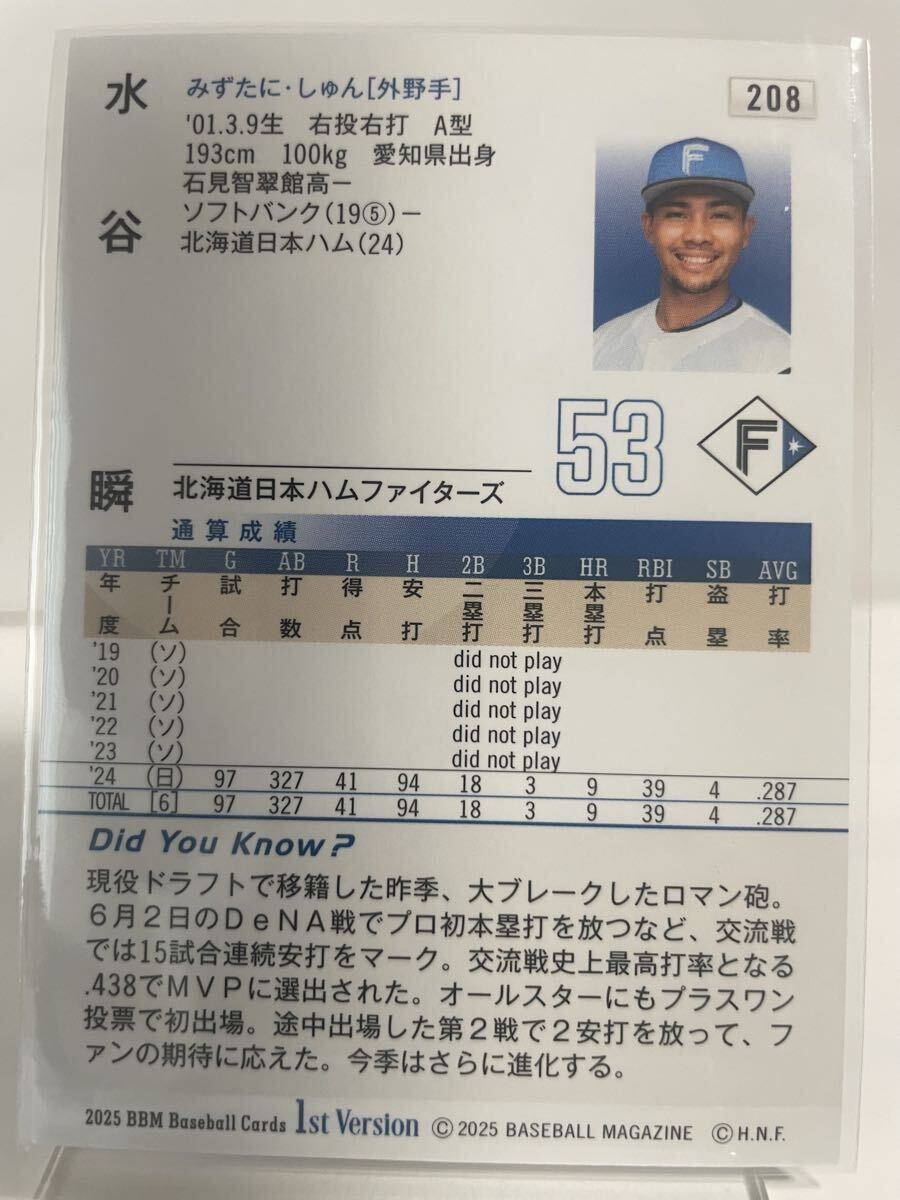 水谷瞬
みずたに・しゅん[外野手]
208
'01.3.9生 右投右打 A型
193cm 100kg 愛知県出身
石見智翠館高－
ソフトバンク(19⑤)－
北海道日本ハム(24)
F
53
F
北海道日本ハムファイターズ
通算成績
YR TM G AB R H 2B 3B HR RBI SB AVG
年度 チーム 試合 打数 得点 安打 二塁打 三塁打 本塁打 打点 盗塁 打率
'19 (ソ) did not play
'20 (ソ) did not play
'21 (ソ) did not play
'22 (ソ) did not play
'23 (ソ) did not play
'24 (日) 97 327 41 94 18 3 9 39 4 .287
TOTAL [6] 97 327 41 94 18 3 9 39 4 .287
Did You Know?
現役ドラフトで移籍した昨季、大ブレークしたロマン砲。
６月２日のＤｅＮＡ戦でプロ初本塁打を放つなど、交流戦
では15試合連続安打をマーク。交流戦史上最高打率となる
.438でＭＶＰに選出された。オールスターにもプラスワン
投票で初出場。途中出場した第２戦で２安打を放って、フ
ァンの期待に応えた。今季はさらに進化する。
2025 BBM Baseball Cards 1st Version © 2025 BASEBALL MAGAZINE © H.N.F.